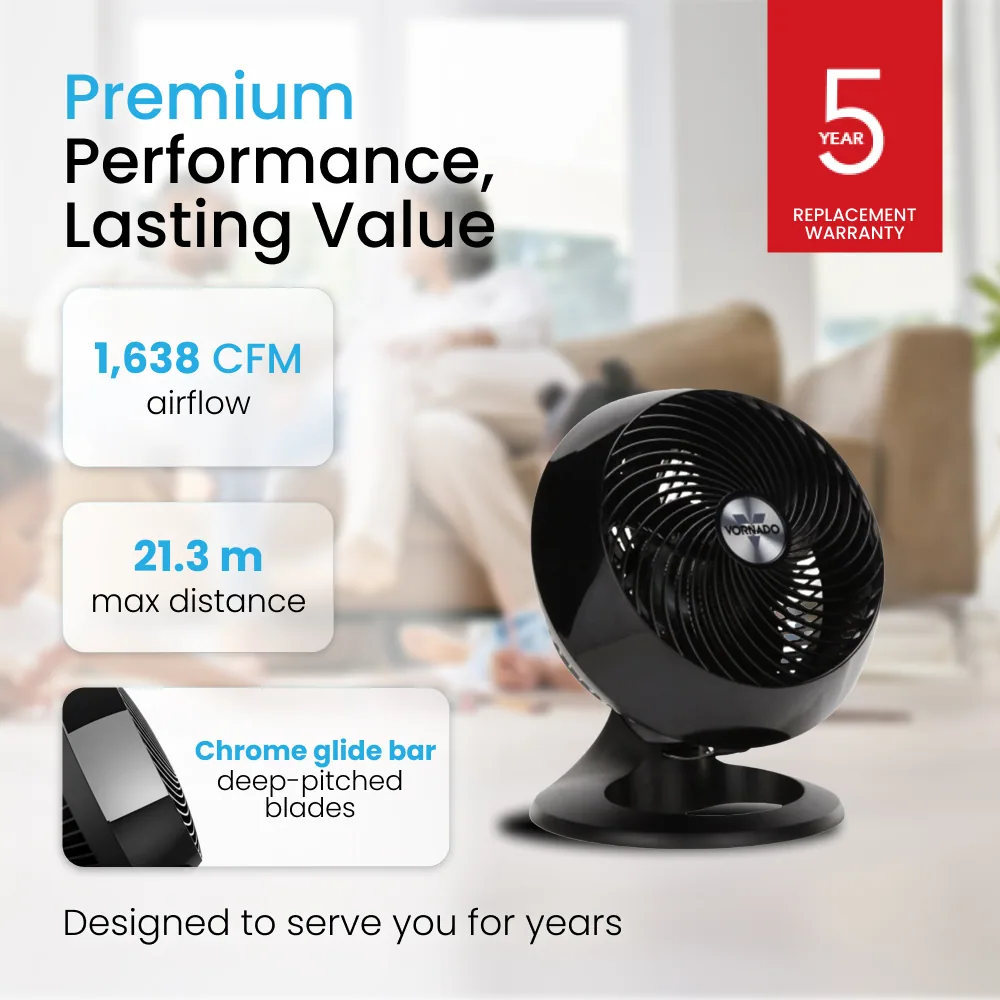 Premium
Performance,
Lasting Value
5
YEAR
REPLACEMENT
WARRANTY
1,638 CFM
airflow
21.3 m
max distance
VORNADO
Chrome glide bar
deep-pitched
blades
Designed to serve you for years